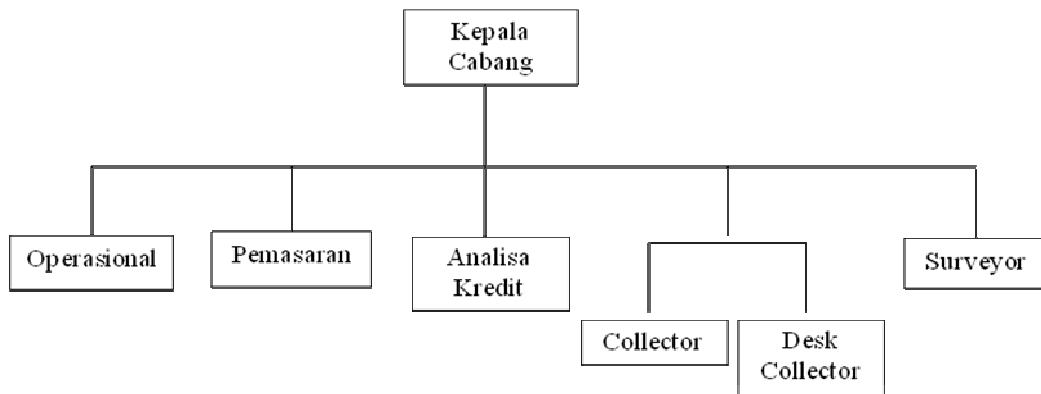 Kepala
Cabang
Operasional
Pemasaran
Analisa
Kredit
Surveyor
Collector
Desk
Collector